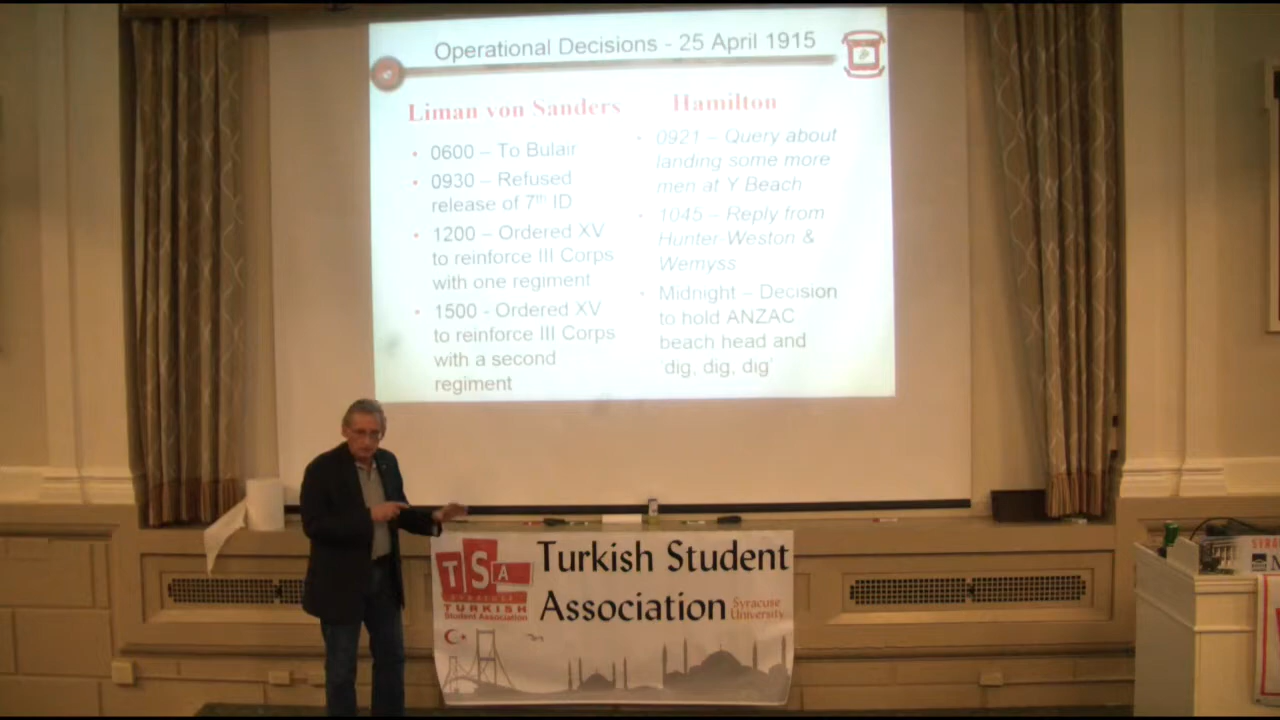 Operational Decisions - 25 April 1915
Liman von Sanders
• 0600 – To Bulair
• 0930 – Refused
release of 7th ID
• 1200 – Ordered XV
to reinforce III Corps
with one regiment
• 1500 - Ordered XV
to reinforce III Corps
with a second
regiment
Hamilton
• 0921 – Query about
landing some more
men at Y Beach
• 1045 – Reply from
Hunter-Weston &
Wemyss
• Midnight – Decision
to hold ANZAC
beach head and
'dig, dig, dig'
TSA
SYRACUSE
TURKISH
Student Association
Turkish Student
Association
Syracuse
University